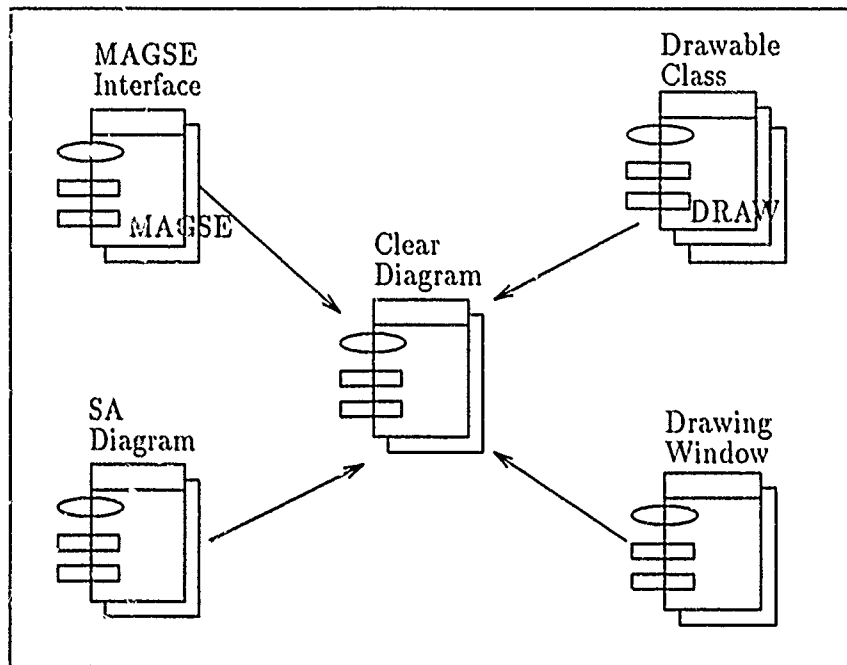 MAGSE
Interface
MAGSE
Drawable
Class
DRAW
Clear
Diagram
SA
Diagram
Drawing
Window